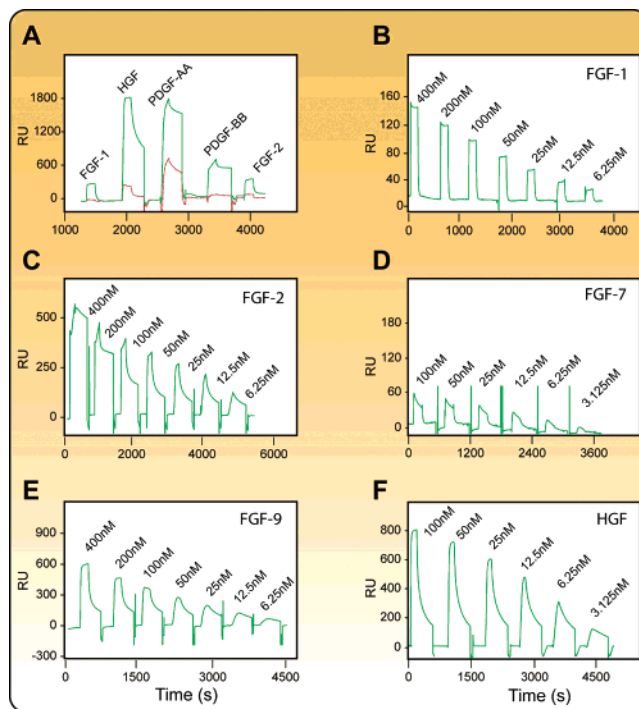 A
RU
1800
1200
600
0
FGF-1
HGF
PDGF-AA
PDGF-BB
FGF-2
1000 2000 3000 4000
B
FGF-1
RU
160
120
80
40
0
400nM
200nM
100nM
50nM
25nM
12.5nM
6.25nM
0 1000 2000 3000 4000
C
FGF-2
RU
500
250
0
400nM
200nM
100nM
50nM
25nM
12.5nM
6.25nM
0 2000 4000 6000
D
FGF-7
RU
180
120
60
0
100nM
50nM
25nM
12.5nM
6.25nM
3.125nM
0 1200 2400 3600
E
FGF-9
RU
900
600
300
0
-300
400nM
200nM
100nM
50nM
25nM
12.5nM
6.25nM
0 1500 3000 4500
Time (s)
F
HGF
RU
800
600
400
200
0
100nM
50nM
25nM
12.5nM
6.25nM
3.125nM
0 1500 3000 4500
Time (s)